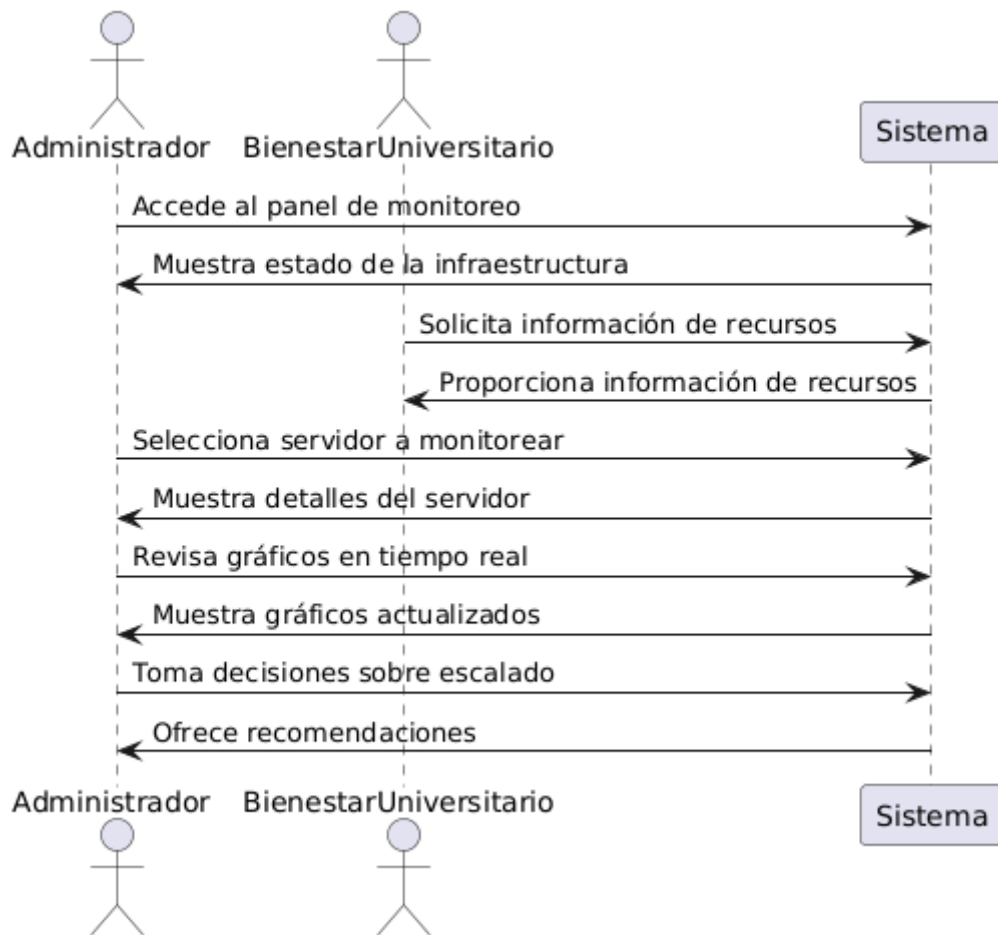 Administrador
BienestarUniversitario
Sistema
Accede al panel de monitoreo
Muestra estado de la infraestructura
Solicita información de recursos
Proporciona información de recursos
Selecciona servidor a monitorear
Muestra detalles del servidor
Revisa gráficos en tiempo real
Muestra gráficos actualizados
Toma decisiones sobre escalado
Ofrece recomendaciones
Administrador
BienestarUniversitario
Sistema